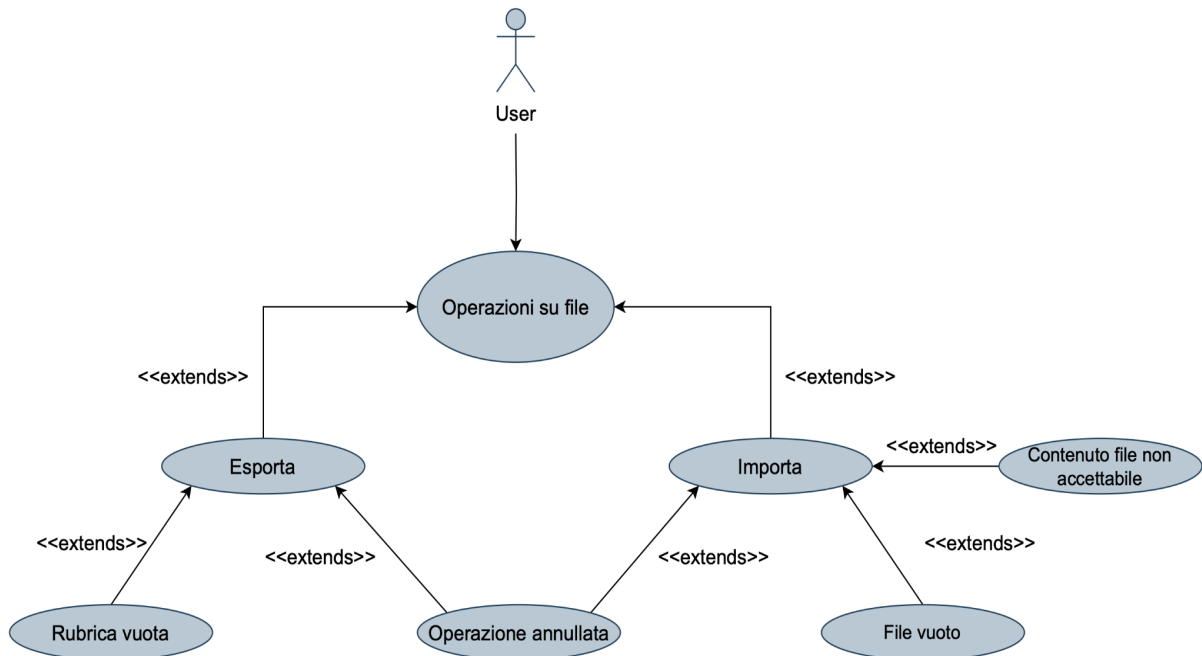 User
Operazioni su file
<<extends>>
<<extends>>
Esporta
Importa
<<extends>>
Contenuto file non
accettabile
<<extends>>
<<extends>>
<<extends>>
<<extends>>
Rubrica vuota
Operazione annullata
File vuoto